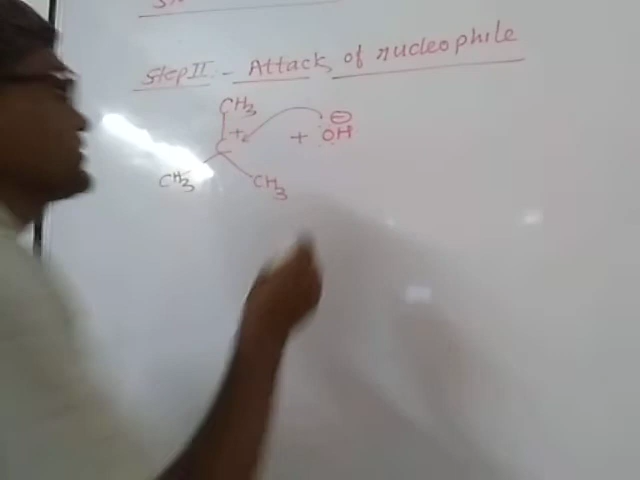 Step II - Attack of nucleophile
CH3
+
C + ⊖
OH
CH3 CH3